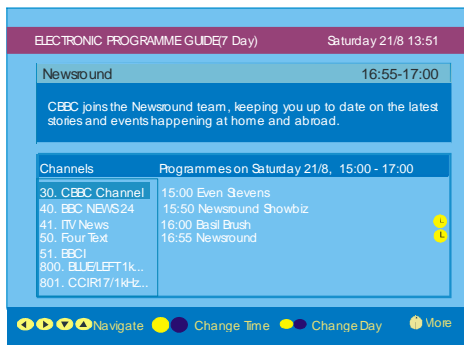 ELECTRONIC PROGRAMME GUIDE(7 Day) Saturday 21/8 13:51
Newsround 16:55-17:00
CBBC joins the Newsround team, keeping you up to date on the latest
stories and events happening at home and abroad.
Channels Programmes on Saturday 21/8, 15:00 - 17:00
30. CBBC Channel 15:00 Even Stevens
40. BBC NEWS 24 15:50 Newsround Showbiz
41. ITV News 16:00 Basil Brush
50. Four Text 16:55 Newsround
51. BBCI
800. BLUE/LEFT 1k...
801. CCIR17/1kHz...
Navigate Change Time Change Day More